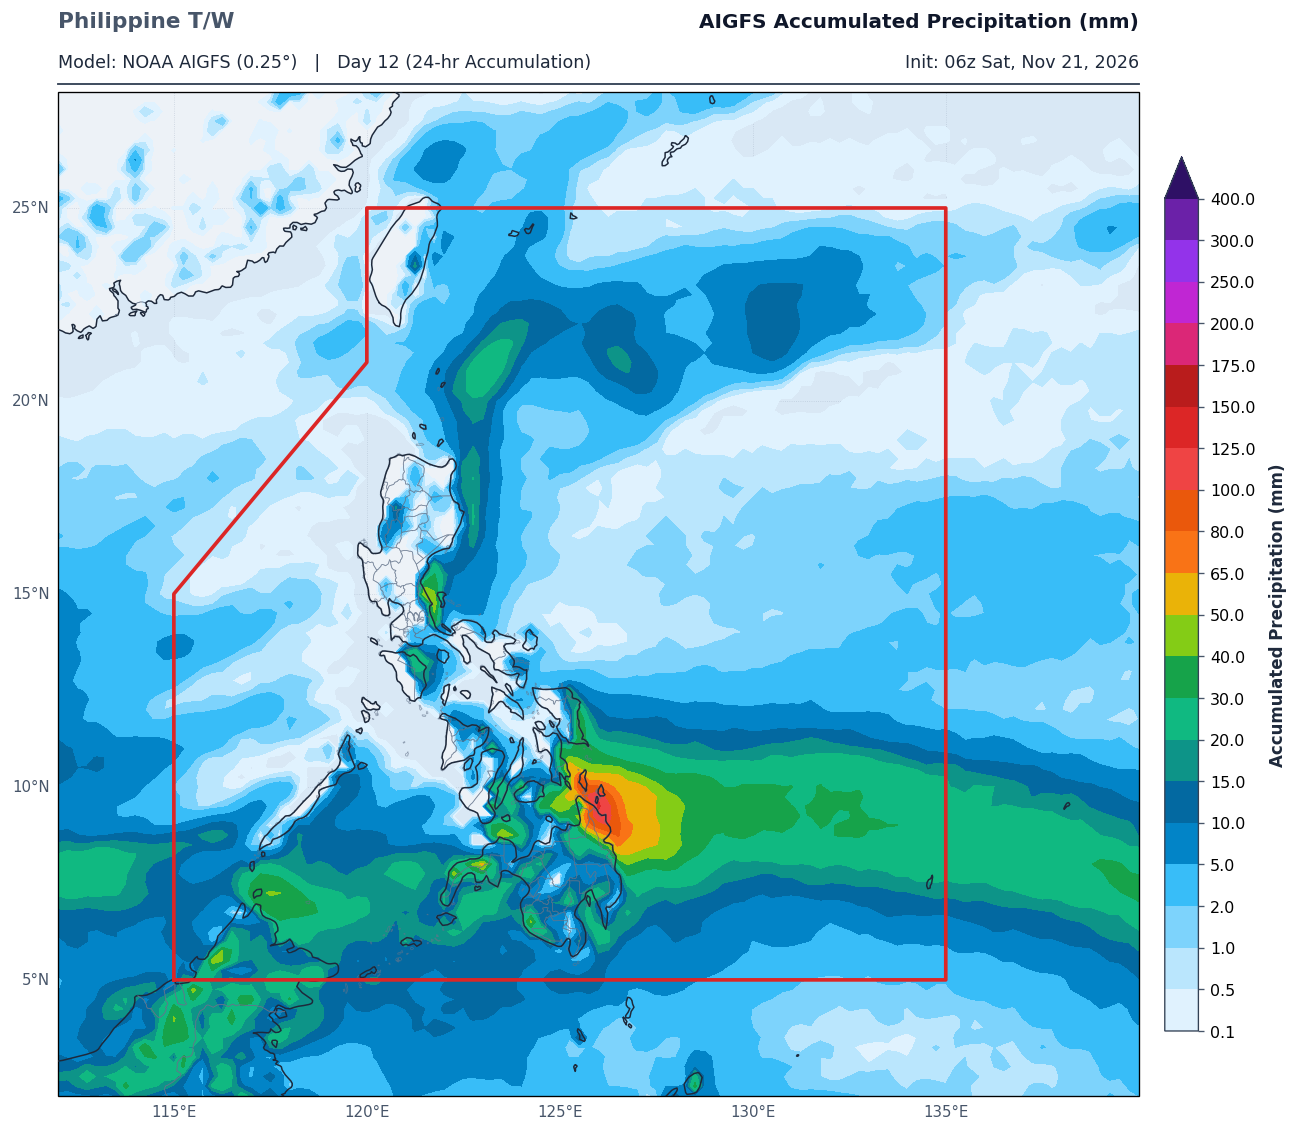 Philippine T/W
AIGFS Accumulated Precipitation (mm)
Model: NOAA AIGFS (0.25°) | Day 12 (24-hr Accumulation)
Init: 06z Sat, Nov 21, 2026
25°N
20°N
15°N
10°N
5°N
115°E
120°E
125°E
130°E
135°E
400.0
300.0
250.0
200.0
175.0
150.0
125.0
100.0
80.0
65.0
50.0
40.0
30.0
20.0
15.0
10.0
5.0
2.0
1.0
0.5
0.1
Accumulated Precipitation (mm)